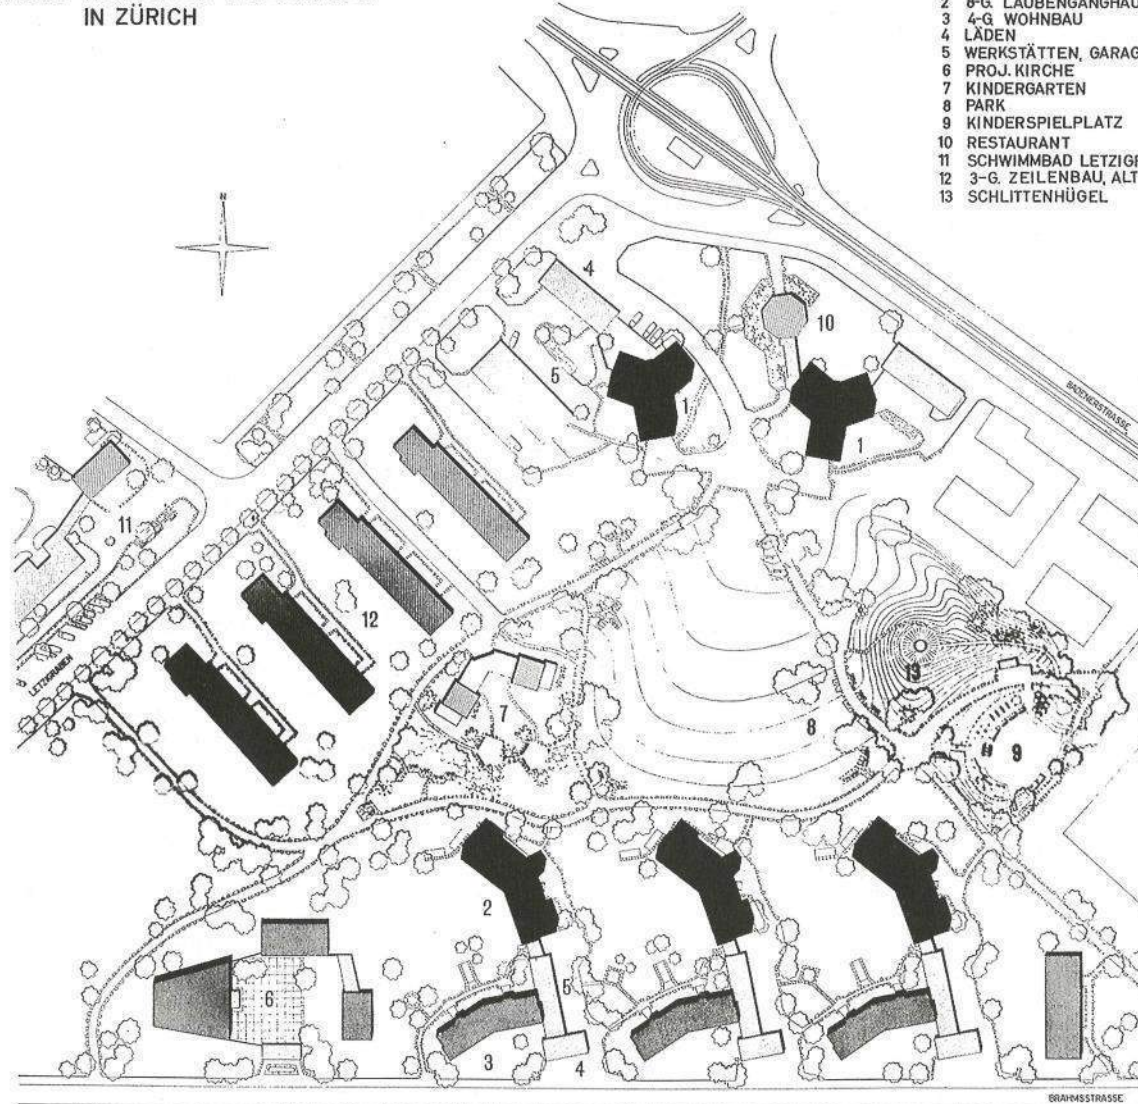 IN ZÜRICH
2 8-G. LAUBENGANGHAU
3 4-G. WOHNBAU
4 LÄDEN
5 WERKSTÄTTEN, GARAG
6 PROJ. KIRCHE
7 KINDERGARTEN
8 PARK
9 KINDERSPIELPLATZ
10 RESTAURANT
11 SCHWIMMBAD LETZIGR
12 3-G. ZEILENBAU, ALT
13 SCHLITTENHÜGEL
N
4
10
5
1
1
BADENERSTRASSE
11
12
LETZIGRABEN
13
7
8
9
2
6
5
3
4
BRAHMSSTRASSE